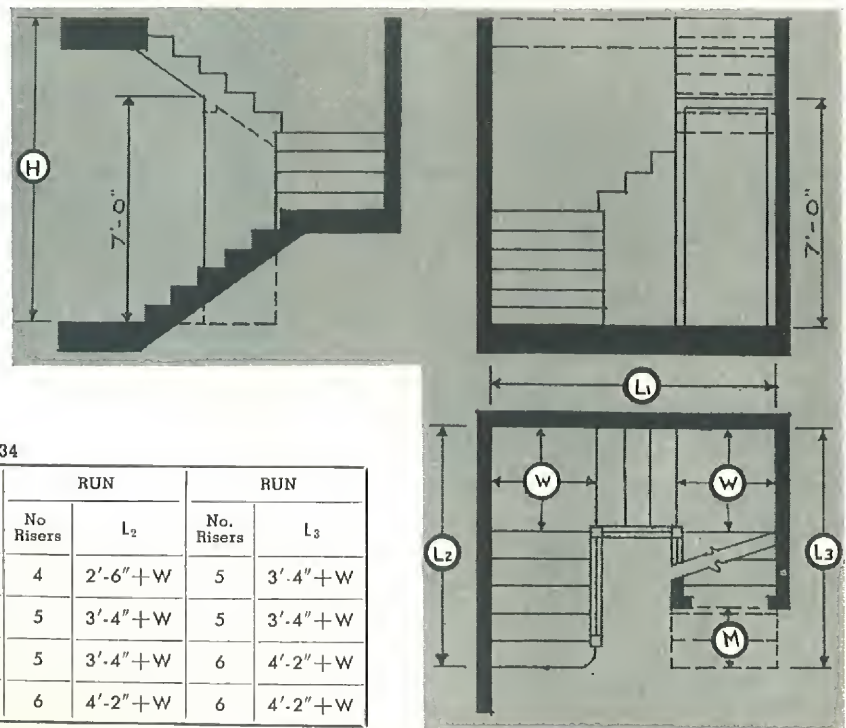 H
7'-0"
7'-0"
L1
W
W
L2
L3
M
34
RUN RUN
No Risers L2 No. Risers L3
4 2'-6"+W 5 3'-4"+W
5 3'-4"+W 5 3'-4"+W
5 3'-4"+W 6 4'-2"+W
6 4'-2"+W 6 4'-2"+W